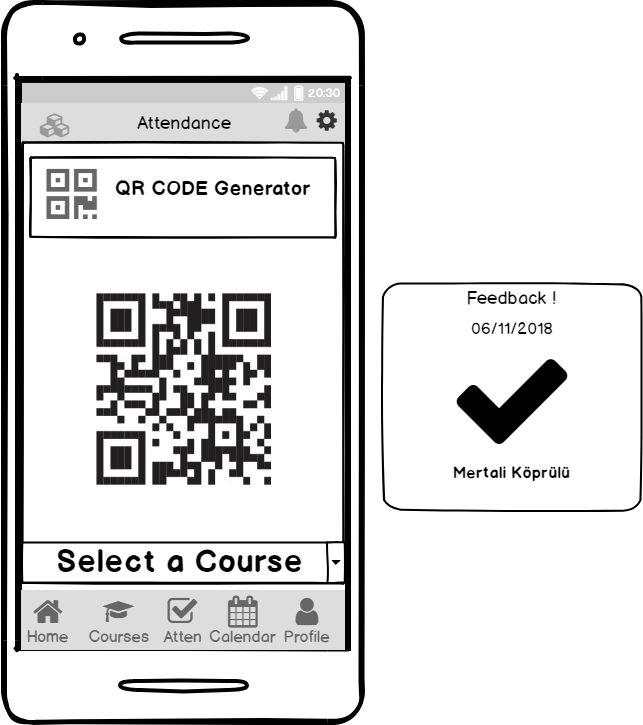 20:30
Attendance
QR CODE Generator
Select a Course
Home Courses Atten Calendar Profile
Feedback !
06/11/2018
Mertali Köprülü